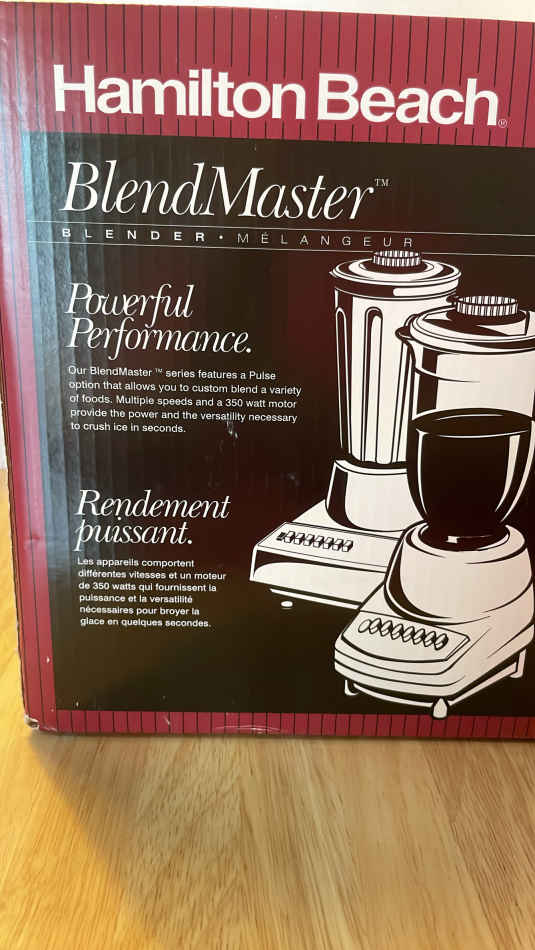 Hamilton Beach®
BlendMaster™
BLENDER • MÉLANGEUR
Powerful
Performance.
Our BlendMaster ™ series features a Pulse
option that allows you to custom blend a variety
of foods. Multiple speeds and a 350 watt motor
provide the power and the versatility necessary
to crush ice in seconds.
Rendement
puissant.
Les appareils comportent
différentes vitesses et un moteur
de 350 watts qui fournissent la
puissance et la versatilité
nécessaires pour broyer la
glace en quelques secondes.